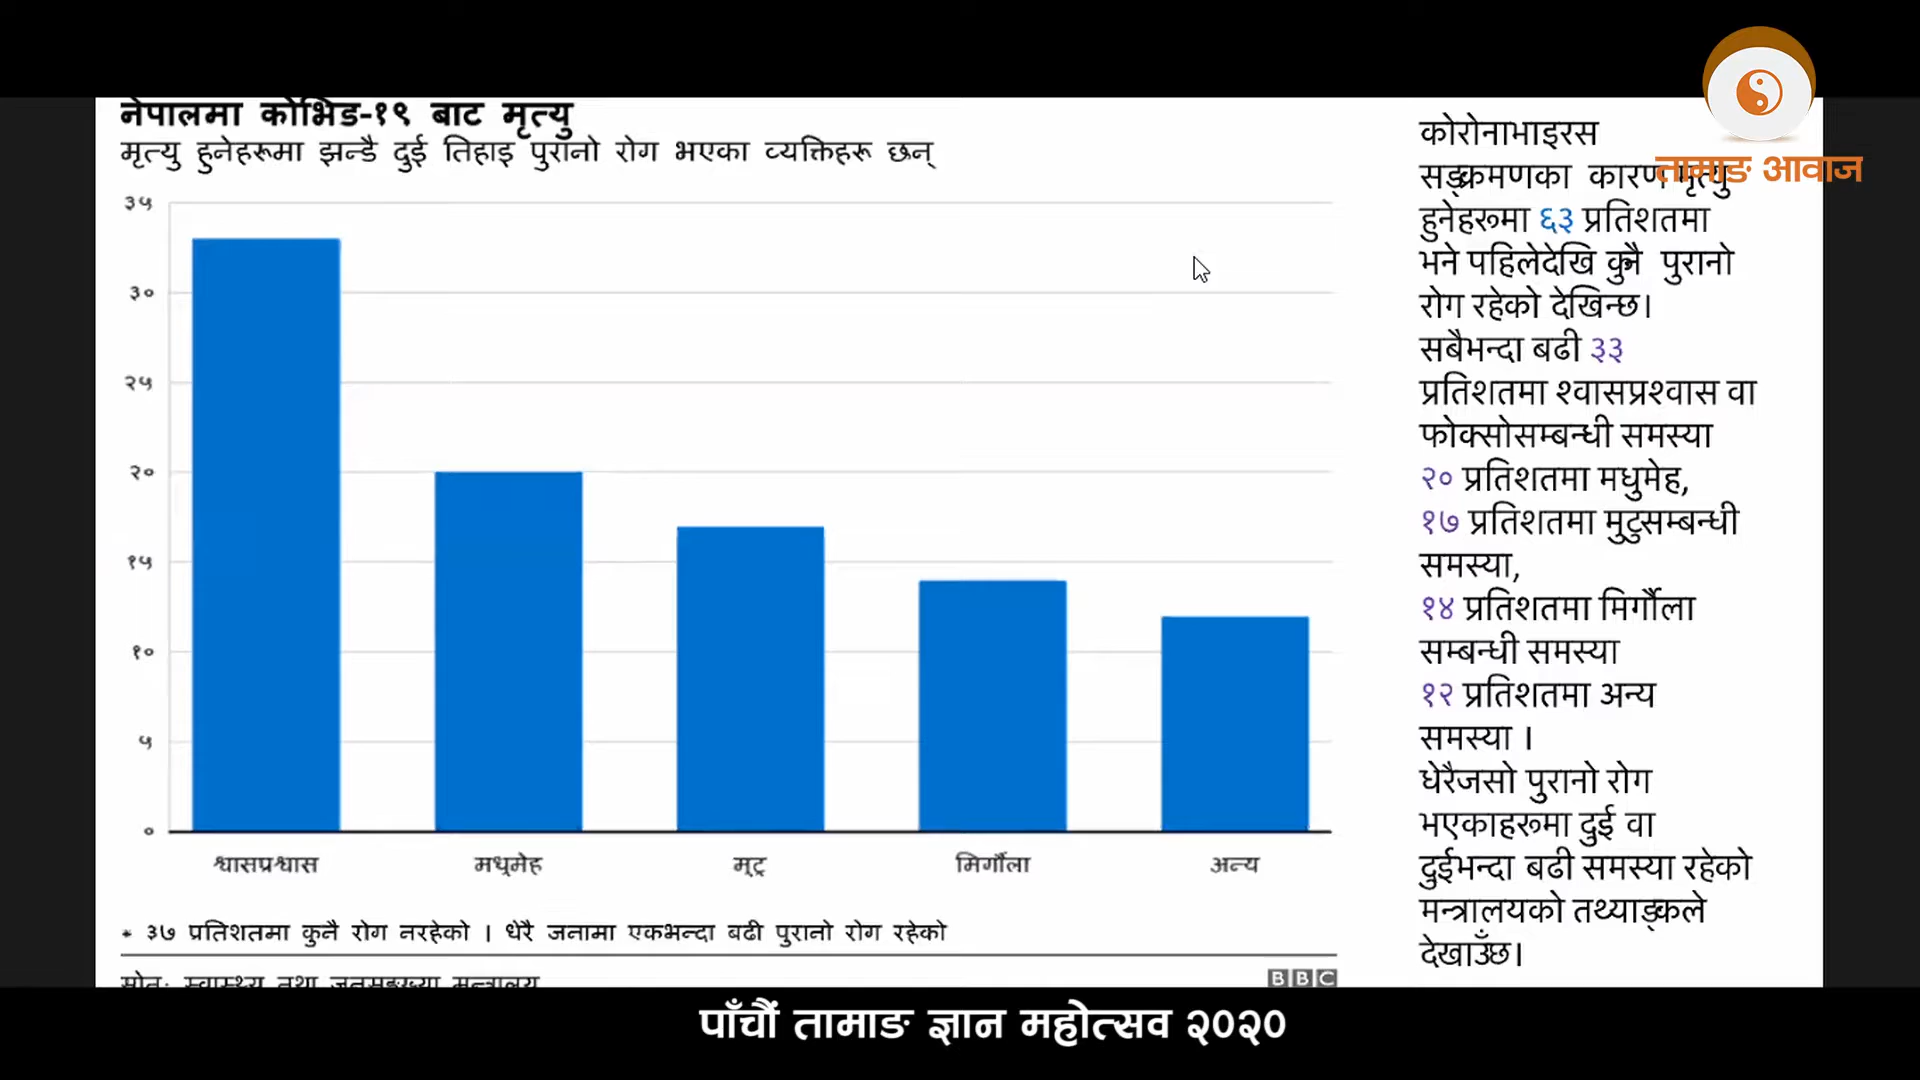 नेपालमा कोभिड-१९ बाट मृत्यु
मृत्यु हुनेहरूमा झन्डै दुई तिहाइ पुरानो रोग भएका व्यक्तिहरू छन्
३५
३०
२५
२०
१५
१०
५
०
श्वासप्रश्वास
मधुमेह
मुटु
मिर्गौला
अन्य
* ३७ प्रतिशतमा कुनै रोग नरहेको । धेरै जनामा एकभन्दा बढी पुरानो रोग रहेको
स्रोत: स्वास्थ्य तथा जनसङ्ख्या मन्त्रालय
BBC
कोरोनाभाइरस
सङ्क्रमणका कारण मृत्यु
हुनेहरूमा ६३ प्रतिशतमा
भने पहिलेदेखि कुनै पुरानो
रोग रहेको देखिन्छ।
सबैभन्दा बढी ३३
प्रतिशतमा श्वासप्रश्वास वा
फोक्सोसम्बन्धी समस्या
२० प्रतिशतमा मधुमेह,
१७ प्रतिशतमा मुटुसम्बन्धी
समस्या,
१४ प्रतिशतमा मिर्गौला
सम्बन्धी समस्या
१२ प्रतिशतमा अन्य
समस्या ।
धेरैजसो पुरानो रोग
भएकाहरूमा दुई वा
दुईभन्दा बढी समस्या रहेको
मन्त्रालयको तथ्याङ्कले
देखाउँछ।
तामाङ आवाज
पाँचौं तामाङ ज्ञान महोत्सव २०२०